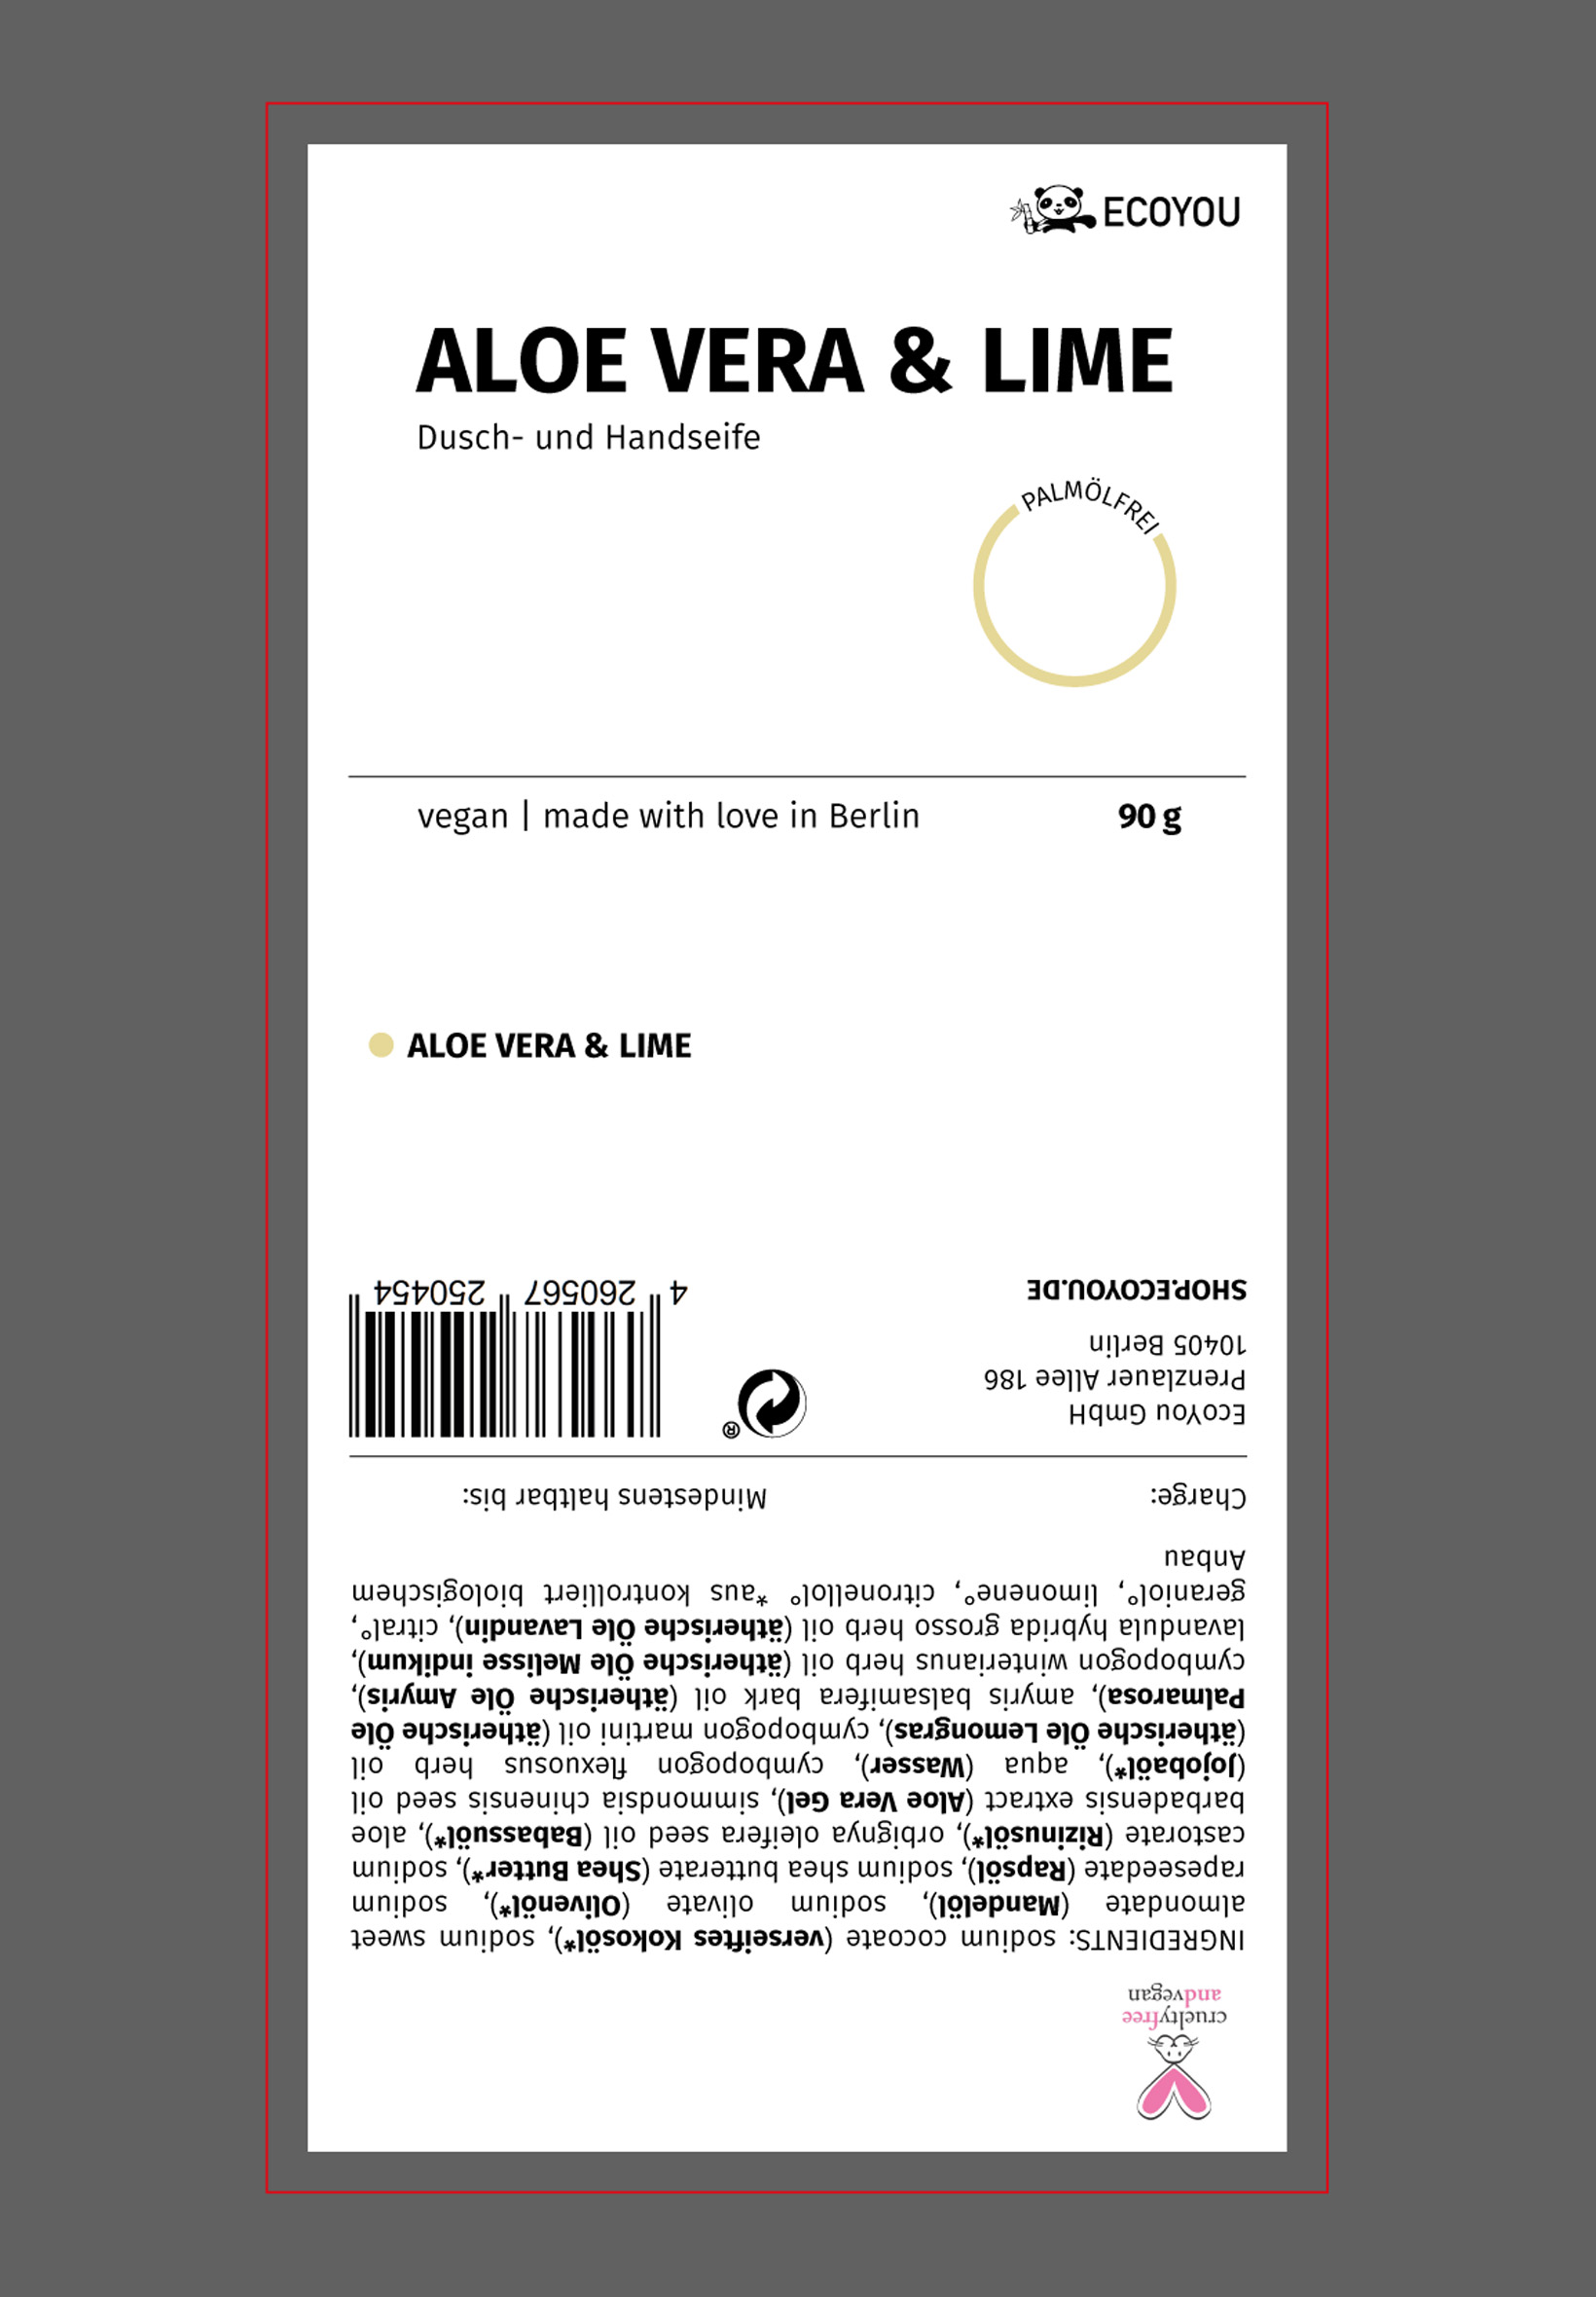 ECOYOU
ALOE VERA & LIME
Dusch- und Handseife
PALMÖLFREI
vegan | made with love in Berlin
90 g
ALOE VERA & LIME
crueltyfree
andvegan
INGREDIENTS: sodium cocoate (verseiftes Kokosöl*), sodium sweet
almondate (Mandelöl), sodium olivate (Olivenöl*), sodium
rapeseedate (Rapsöl), sodium shea butterate (Shea Butter*), sodium
castorate (Rizinusöl*), orbignya oleifera seed oil (Babassuöl*), aloe
barbadensis extract (Aloe Vera Gel), simmondsia chinensis seed oil
(Jojobaöl*), aqua (Wasser), cymbopogon flexuosus herb oil
(ätherische Öle Lemongras), cymbopogon martini oil (ätherische Öle
Palmarosa), amyris balsamifera bark oil (ätherische Öle Amyris),
cymbopogon winterianus herb oil (ätherische Öle Melisse indikum),
lavandula hybrida grosso herb oil (ätherische Öle Lavandin), citral°,
geraniol°, limonene°, citronellol° *aus kontrolliert biologischem
Anbau
Charge:
Mindestens haltbar bis:
EcoYou GmbH
Prenzlauer Allee 186
10405 Berlin
SHOP.ECOYOU.DE
®
4 260567 250454